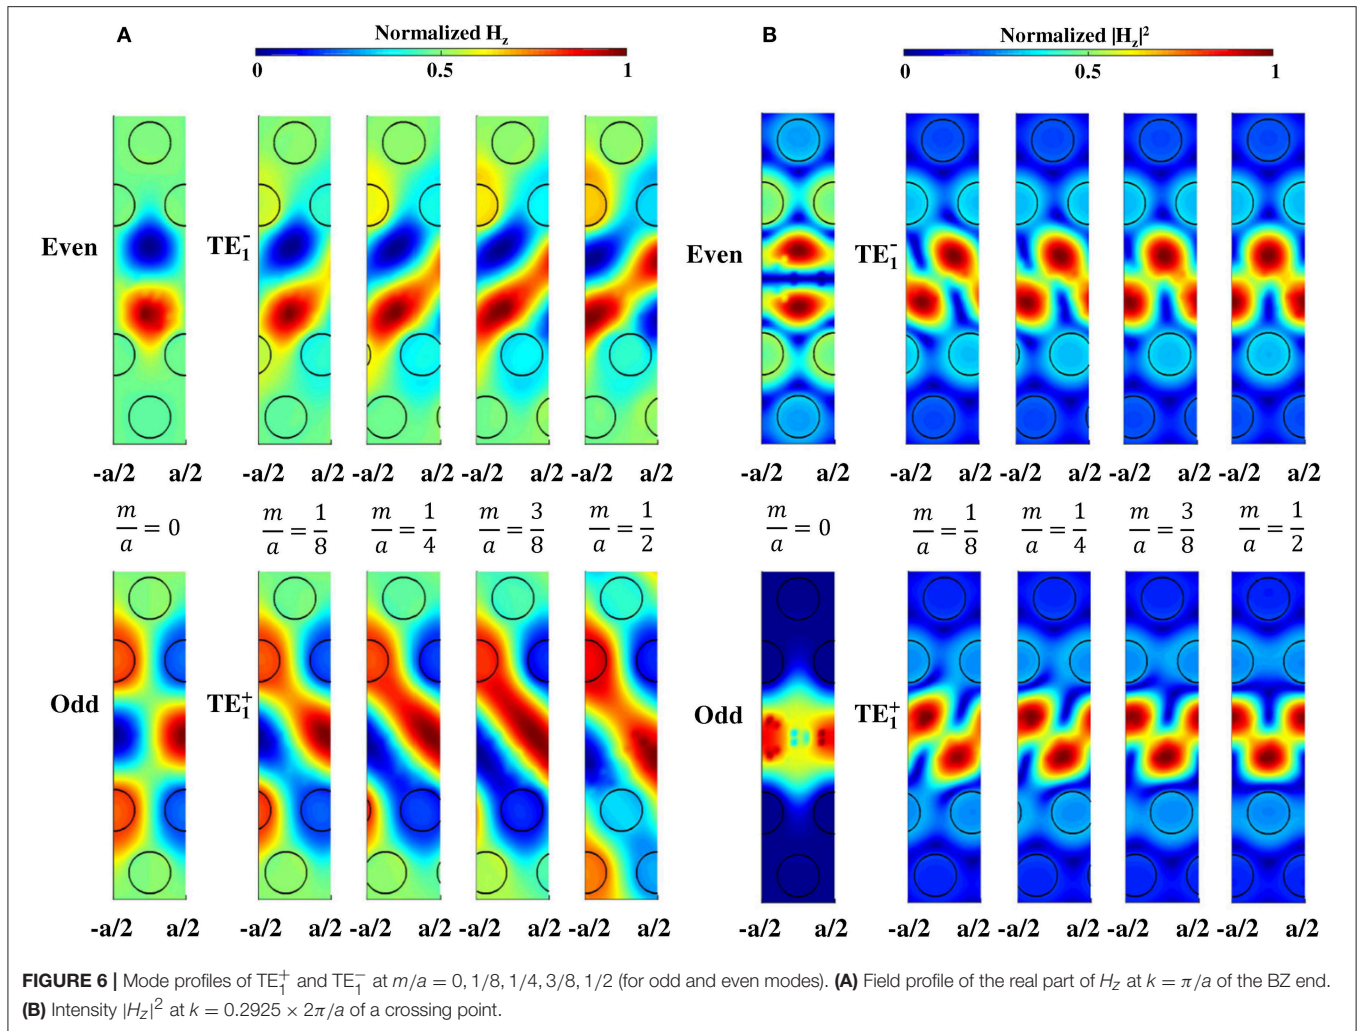 A
Normalized H_z
0 0.5 1
B
Normalized |H_z|²
0 0.5 1
Even
TE₁⁻
Even
TE₁⁻
-a/2 a/2 -a/2 a/2 -a/2 a/2 -a/2 a/2 -a/2 a/2
-a/2 a/2 -a/2 a/2 -a/2 a/2 -a/2 a/2 -a/2 a/2
m/a = 0 m/a = 1/8 m/a = 1/4 m/a = 3/8 m/a = 1/2
m/a = 0 m/a = 1/8 m/a = 1/4 m/a = 3/8 m/a = 1/2
Odd
TE₁⁺
Odd
TE₁⁺
-a/2 a/2 -a/2 a/2 -a/2 a/2 -a/2 a/2 -a/2 a/2
-a/2 a/2 -a/2 a/2 -a/2 a/2 -a/2 a/2 -a/2 a/2
FIGURE 6 | Mode profiles of TE₁⁺ and TE₁⁻ at m/a = 0, 1/8, 1/4, 3/8, 1/2 (for odd and even modes). (A) Field profile of the real part of H_z at k = π/a of the BZ end.
(B) Intensity |H_z|² at k = 0.2925 × 2π/a of a crossing point.